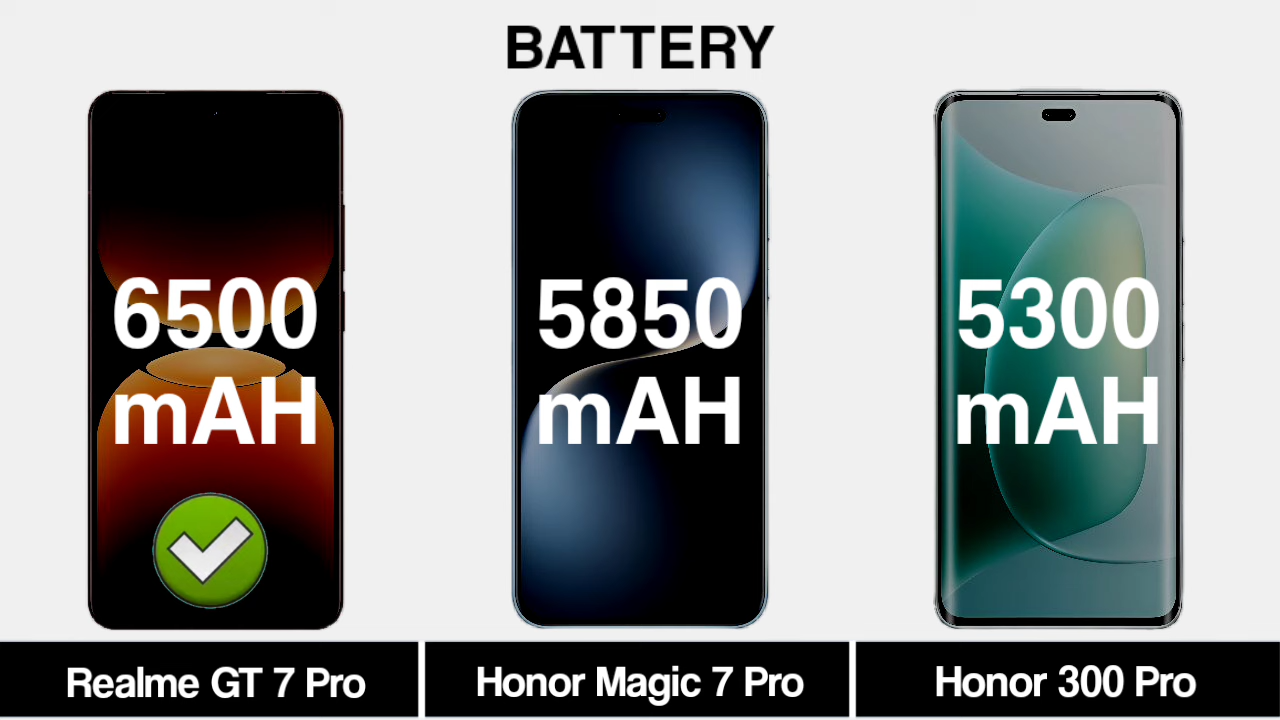 BATTERY
6500
mAH
5850
mAH
5300
mAH
Realme GT 7 Pro
Honor Magic 7 Pro
Honor 300 Pro